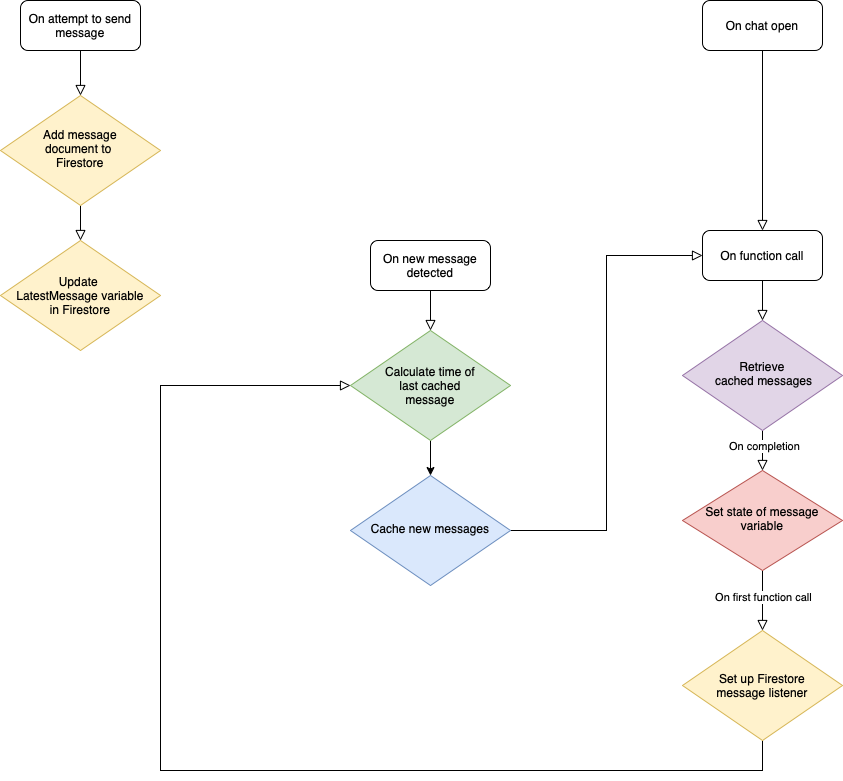 On attempt to send
message
On chat open
Add message
document to
Firestore
On new message
detected
On function call
Update
LatestMessage variable
in Firestore
Calculate time of
last cached
message
Retrieve
cached messages
On completion
Cache new messages
Set state of message
variable
On first function call
Set up Firestore
message listener